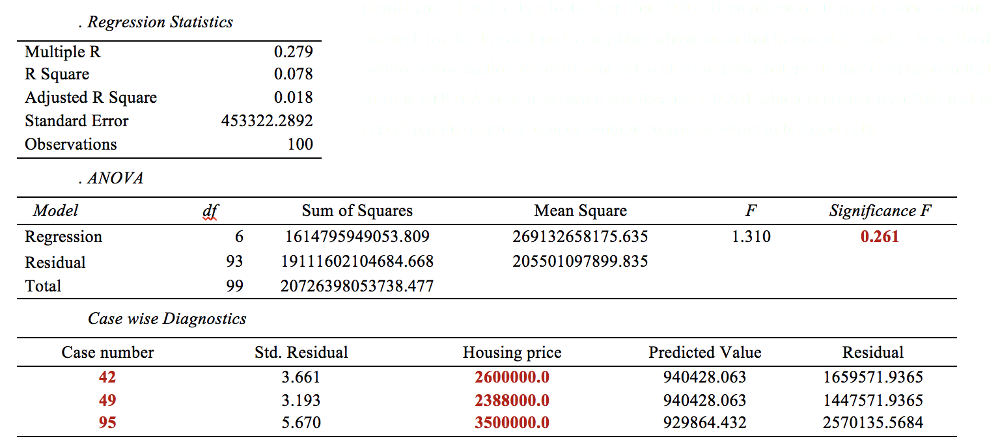 . Regression Statistics
Multiple R 0.279
R Square 0.078
Adjusted R Square 0.018
Standard Error 453322.2892
Observations 100
. ANOVA
Model df Sum of Squares Mean Square F Significance F
Regression 6 1614795949053.809 269132658175.635 1.310 0.261
Residual 93 19111602104684.668 205501097899.835
Total 99 20726398053738.477
Case wise Diagnostics
Case number Std. Residual Housing price Predicted Value Residual
42 3.661 2600000.0 940428.063 1659571.9365
49 3.193 2388000.0 940428.063 1447571.9365
95 5.670 3500000.0 929864.432 2570135.5684